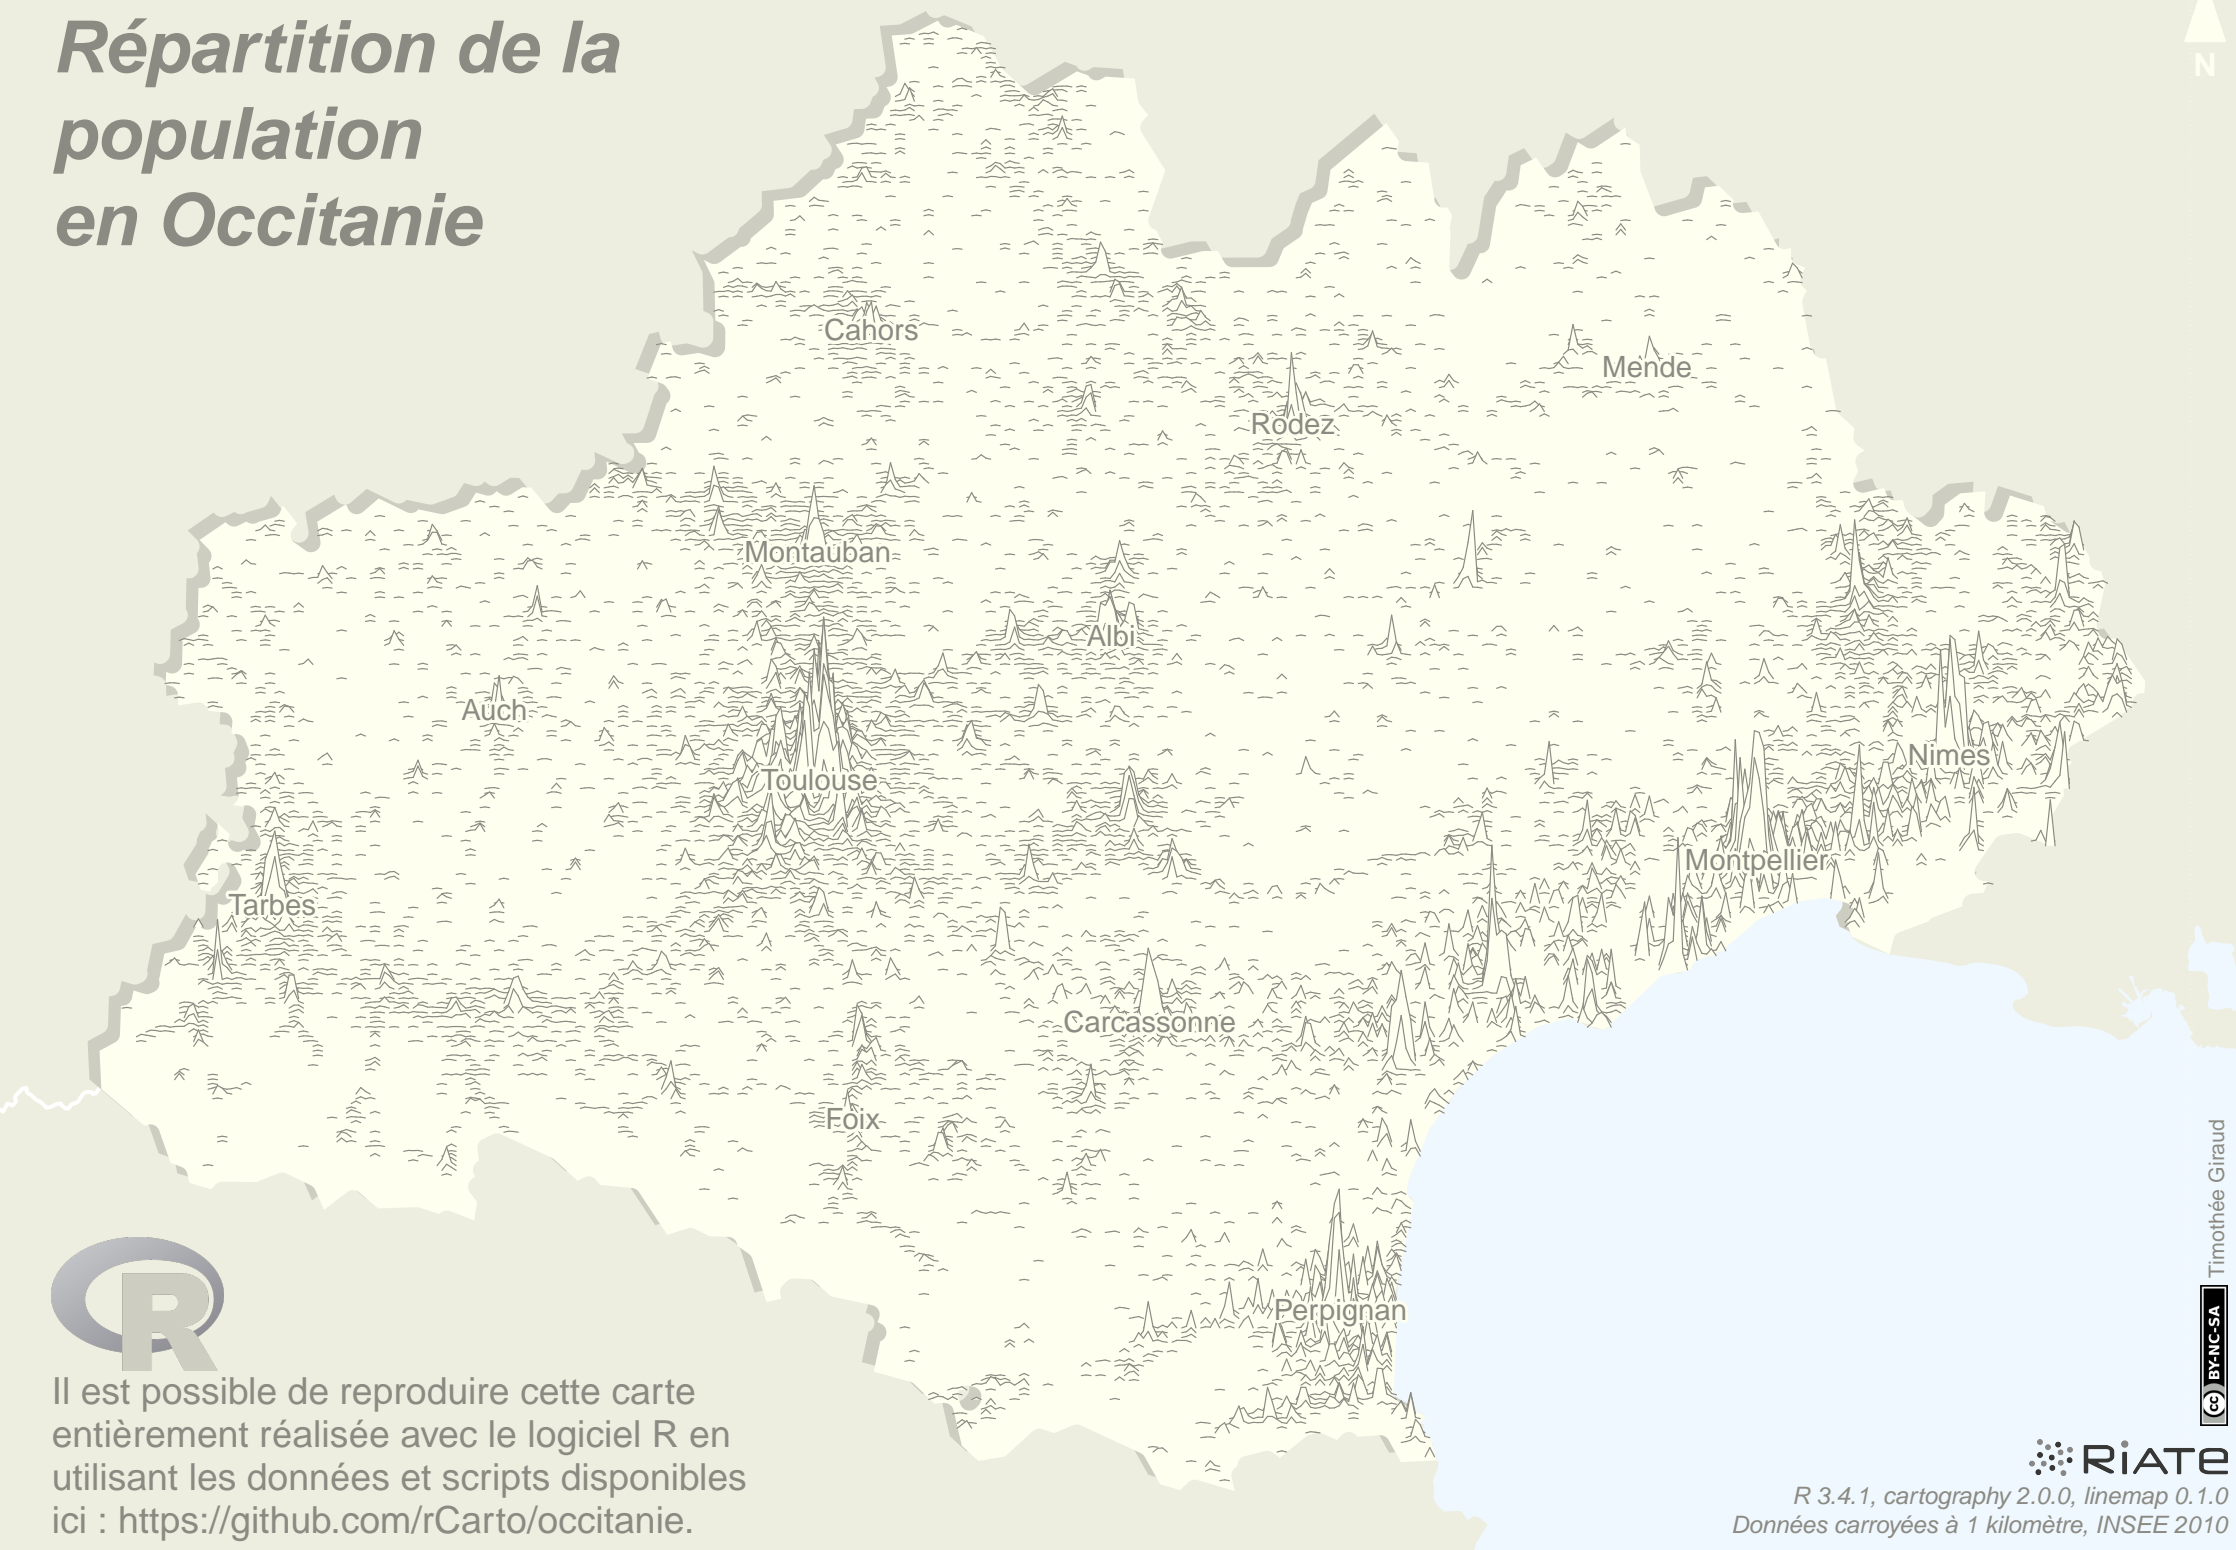 Répartition de la
population
en Occitanie
N
Cahors
Mende
Rodez
Montauban
Albi
Auch
Nimes
Toulouse
Montpellier
Tarbes
Carcassonne
Foix
Perpignan
R
Il est possible de reproduire cette carte
entièrement réalisée avec le logiciel R en
utilisant les données et scripts disponibles
ici : https://github.com/rCarto/occitanie.
Timothée Giraud
cc BY-NC-SA
RiATe
R 3.4.1, cartography 2.0.0, linemap 0.1.0
Données carroyées à 1 kilomètre, INSEE 2010